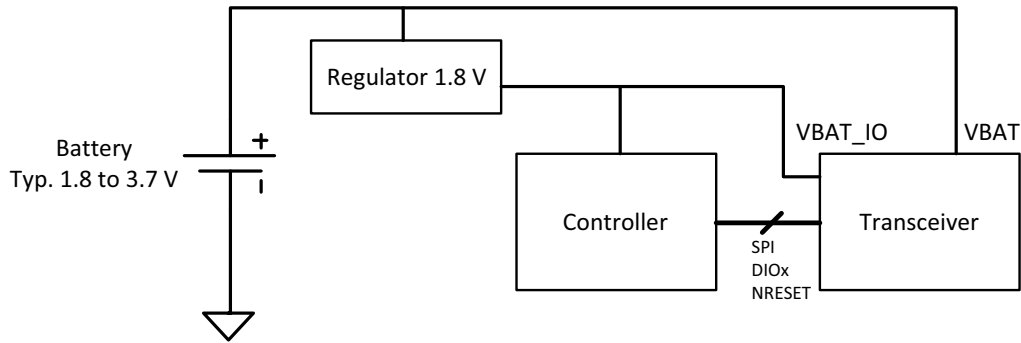 Regulator 1.8 V
VBAT_IO
VBAT
Battery
Typ. 1.8 to 3.7 V
+
Controller
Transceiver
SPI
DIOx
NRESET